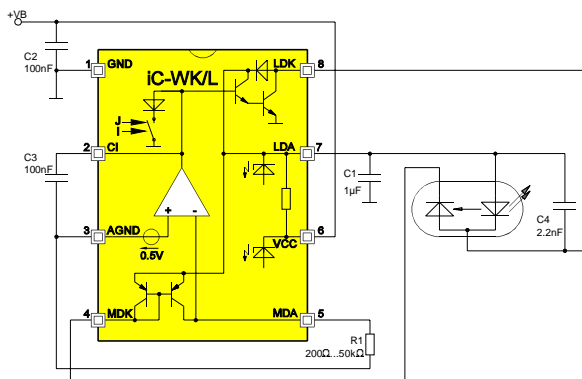 +VB
C2
100nF
1
GND
iC-WK/L
LDK
8
J
I
C3
100nF
2
CI
LDA
7
C1
1µF
C4
2.2nF
+
-
3
AGND
0.5V
VCC
6
4
MDK
MDA
5
R1
200Ω...50kΩ